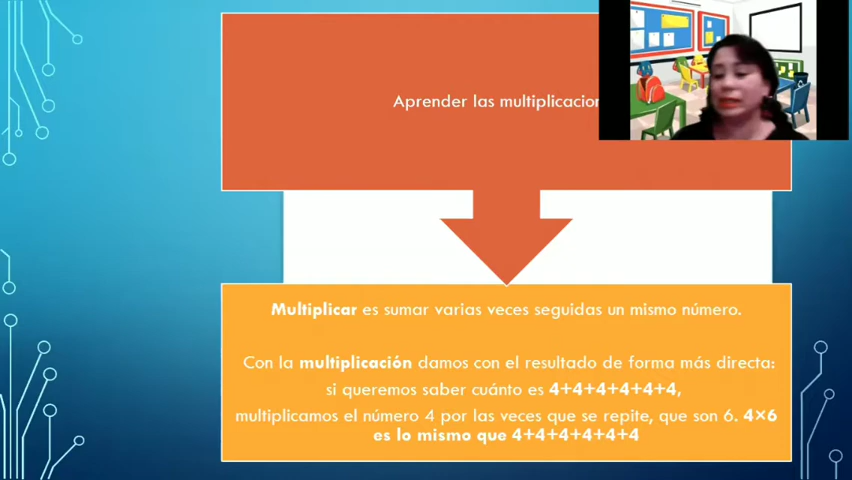 Aprender las multiplicacion
Multiplicar es sumar varias veces seguidas un mismo número.
Con la multiplicación damos con el resultado de forma más directa:
si queremos saber cuánto es 4+4+4+4+4+4,
multiplicamos el número 4 por las veces que se repite, que son 6. 4×6
es lo mismo que 4+4+4+4+4+4